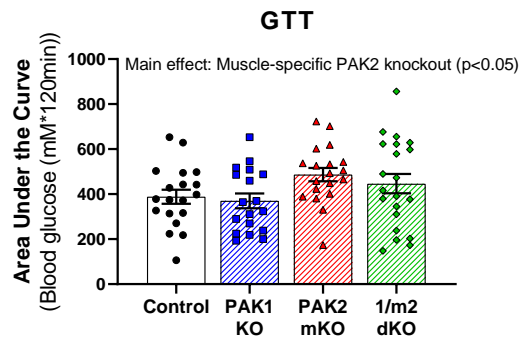 GTT
Main effect: Muscle-specific PAK2 knockout (p<0.05)
Area Under the Curve
(Blood glucose (mM*120min))
1000
800
600
400
200
0
Control
PAK1
KO
PAK2
mKO
1/m2
dKO